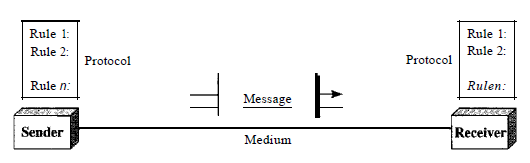 Rule 1:
Rule 2:
Rule n:
Protocol
Protocol
Rule 1:
Rule 2:
Rulen:
Message
Sender
Receiver
Medium